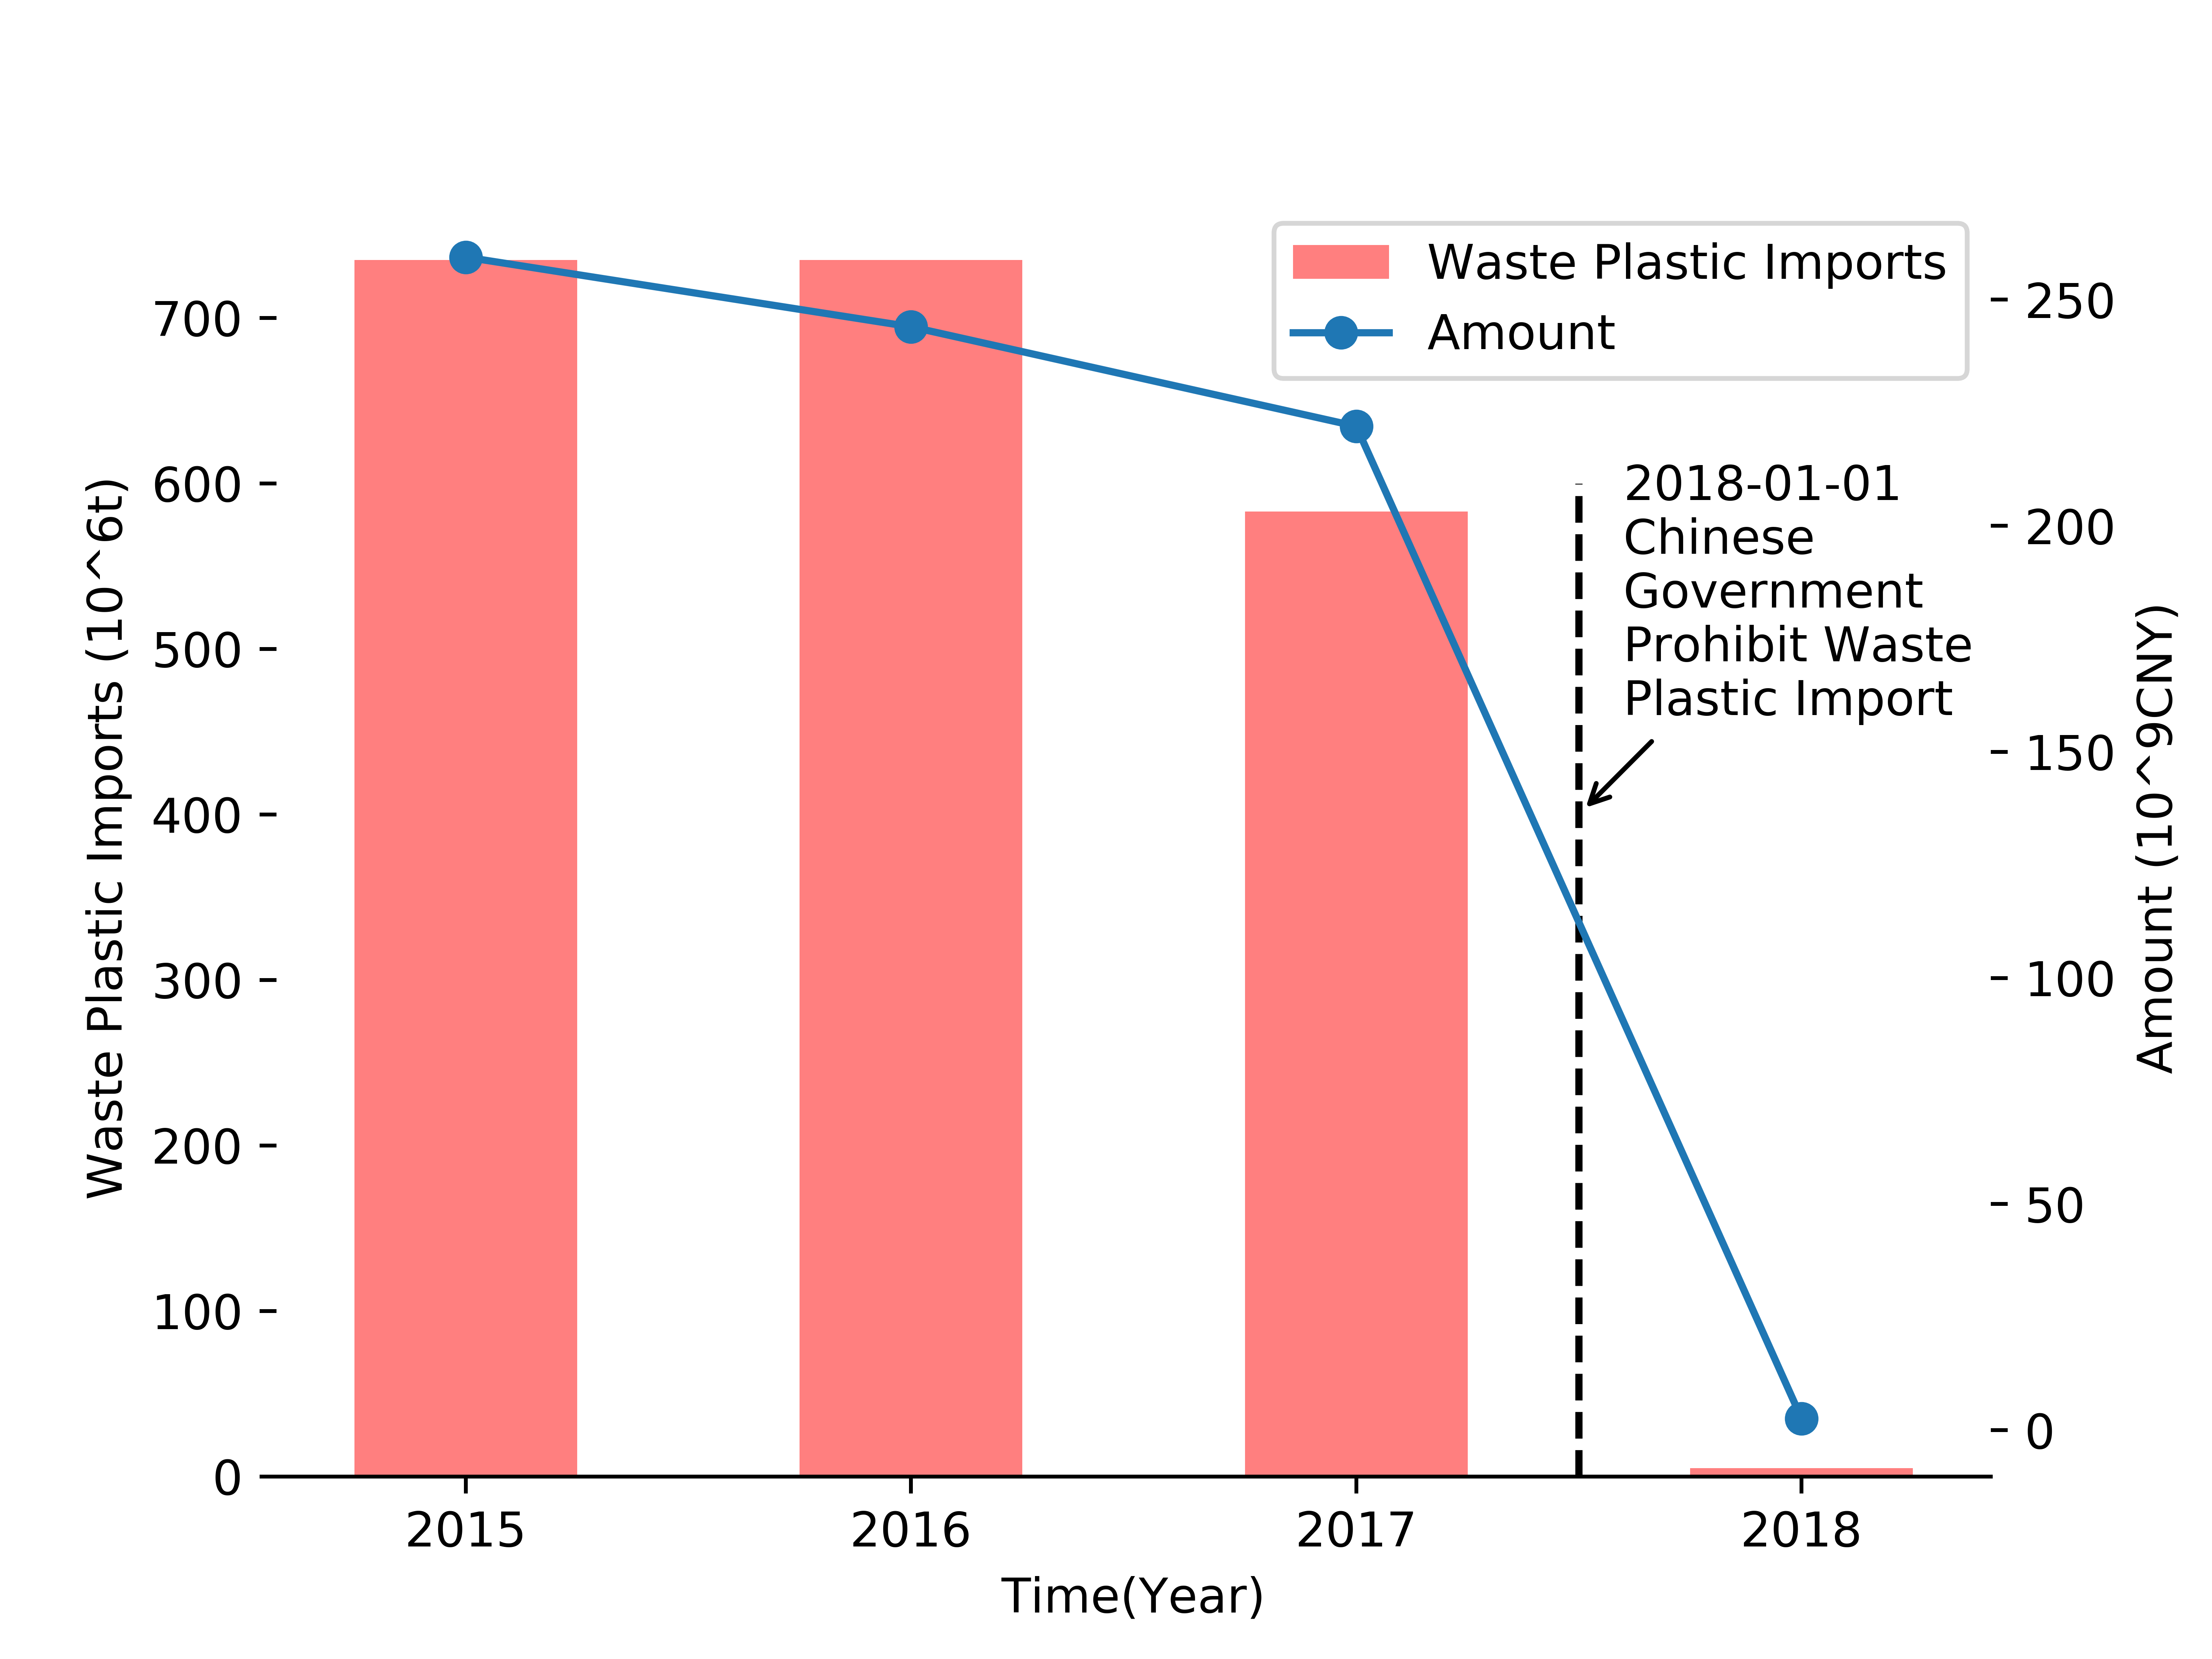 Waste Plastic Imports
Amount
700
600
500
400
300
200
100
0
Waste Plastic Imports (10^6t)
2018-01-01
Chinese
Government
Prohibit Waste
Plastic Import
250
200
150
100
50
0
Amount (10^9CNY)
2015
2016
2017
2018
Time(Year)